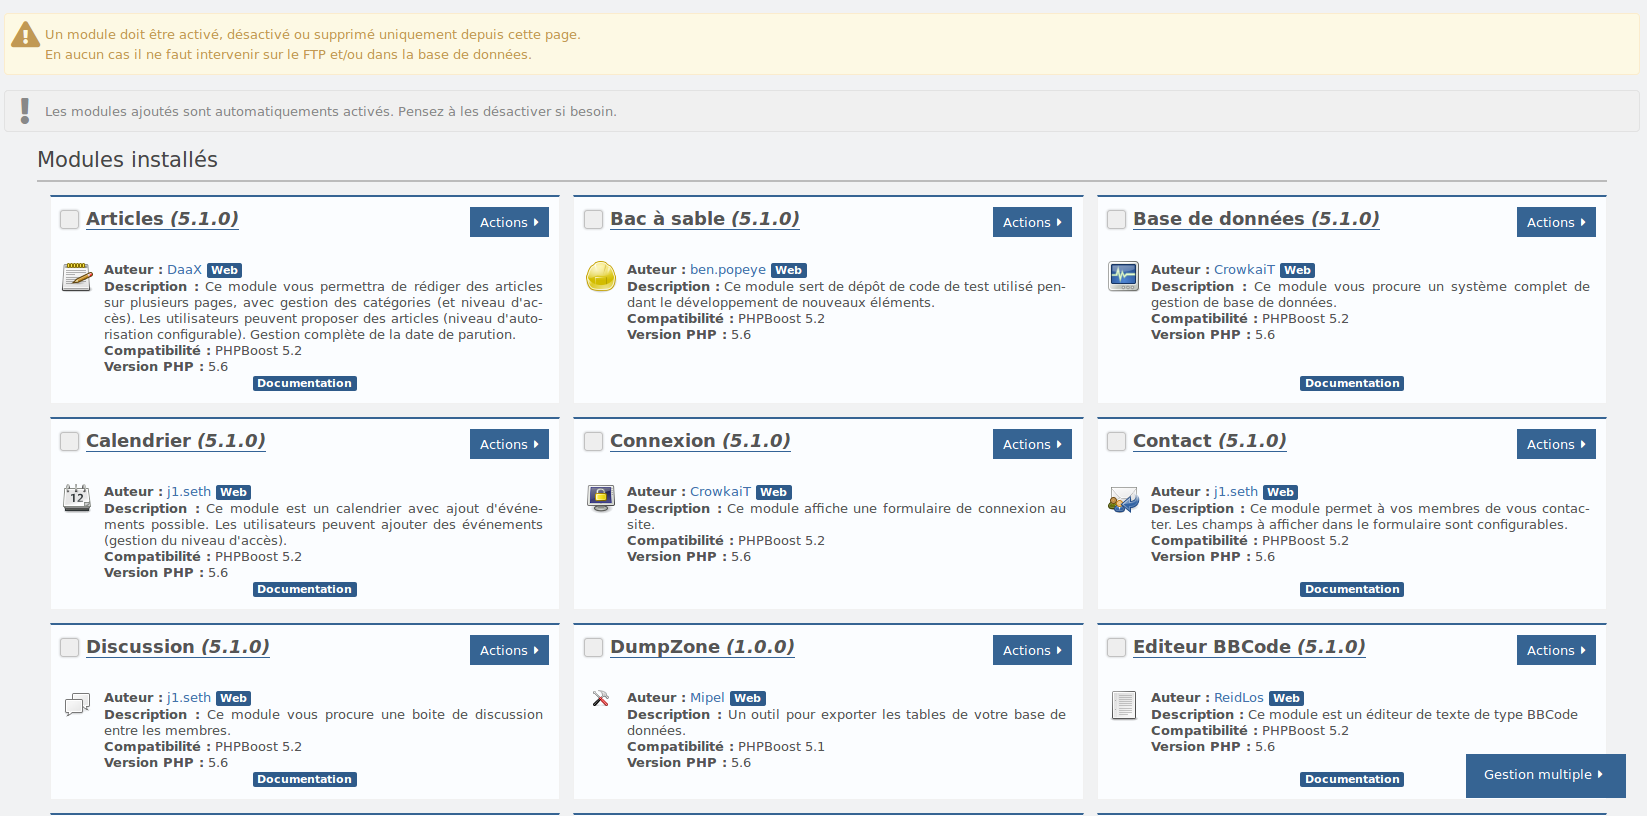 Un module doit être activé, désactivé ou supprimé uniquement depuis cette page.
En aucun cas il ne faut intervenir sur le FTP et/ou dans la base de données.
Les modules ajoutés sont automatiquements activés. Pensez à les désactiver si besoin.
Modules installés
Articles (5.1.0)
Actions
Auteur : DaaX Web
Description : Ce module vous permettra de rédiger des articles
sur plusieurs pages, avec gestion des catégories (et niveau d'ac-
cès). Les utilisateurs peuvent proposer des articles (niveau d'auto-
risation configurable). Gestion complète de la date de parution.
Compatibilité : PHPBoost 5.2
Version PHP : 5.6
Documentation
Bac à sable (5.1.0)
Actions
Auteur : ben.popeye Web
Description : Ce module sert de dépôt de code de test utilisé pen-
dant le développement de nouveaux éléments.
Compatibilité : PHPBoost 5.2
Version PHP : 5.6
Base de données (5.1.0)
Actions
Auteur : CrowkaiT Web
Description : Ce module vous procure un système complet de
gestion de base de données.
Compatibilité : PHPBoost 5.2
Version PHP : 5.6
Documentation
Calendrier (5.1.0)
Actions
12
Auteur : j1.seth Web
Description : Ce module est un calendrier avec ajout d'événe-
ments possible. Les utilisateurs peuvent ajouter des événements
(gestion du niveau d'accès).
Compatibilité : PHPBoost 5.2
Version PHP : 5.6
Documentation
Connexion (5.1.0)
Actions
Auteur : CrowkaiT Web
Description : Ce module affiche une formulaire de connexion au
site.
Compatibilité : PHPBoost 5.2
Version PHP : 5.6
Contact (5.1.0)
Actions
Auteur : j1.seth Web
Description : Ce module permet à vos membres de vous contac-
ter. Les champs à afficher dans le formulaire sont configurables.
Compatibilité : PHPBoost 5.2
Version PHP : 5.6
Documentation
Discussion (5.1.0)
Actions
Auteur : j1.seth Web
Description : Ce module vous procure une boite de discussion
entre les membres.
Compatibilité : PHPBoost 5.2
Version PHP : 5.6
Documentation
DumpZone (1.0.0)
Actions
Auteur : Mipel Web
Description : Un outil pour exporter les tables de votre base de
données.
Compatibilité : PHPBoost 5.1
Version PHP : 5.6
Editeur BBCode (5.1.0)
Actions
Auteur : ReidLos Web
Description : Ce module est un éditeur de texte de type BBCode
Compatibilité : PHPBoost 5.2
Version PHP : 5.6
Documentation
Gestion multiple